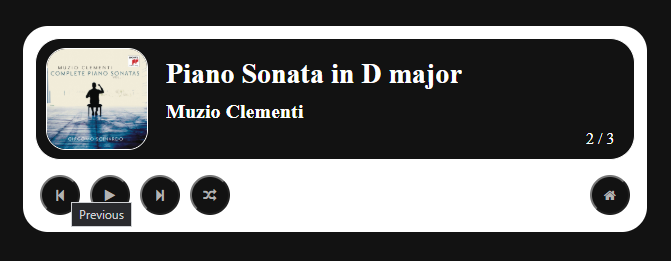 MUZIO CLEMENTI
COMPLETE PIANO SONATAS
Piano Sonata in D major
Muzio Clementi
2 / 3
Previous